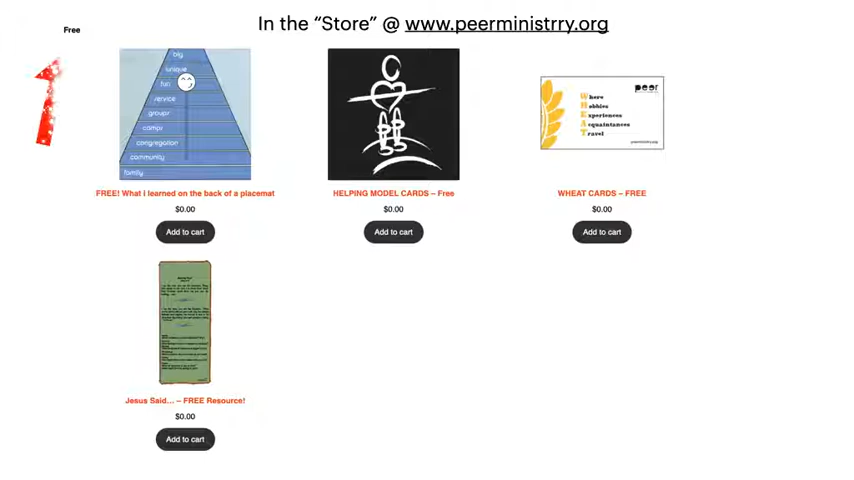 In the “Store” @ www.peerministrry.org
Free
big
unique
fun
service
groups
camps
congregation
community
family
peer
Where
Hobbies
Experiences
Acquaintances
Travel
peerministry.org
FREE! What I learned on the back of a placemat
HELPING MODEL CARDS – Free
WHEAT CARDS – FREE
$0.00
$0.00
$0.00
Add to cart
Add to cart
Add to cart
Jesus Said… – FREE Resource!
$0.00
Add to cart